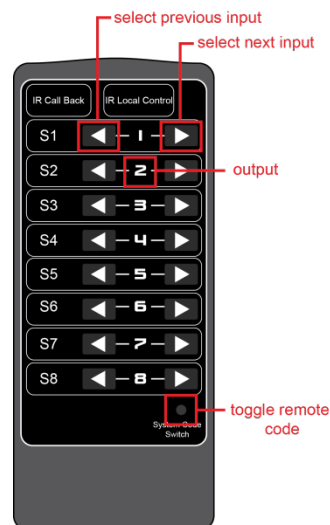 select previous input
select next input
IR Call Back
IR Local Control
S1 1
S2 2
output
S3 3
S4 4
S5 5
S6 6
S7 7
S8 8
toggle remote
code
System Code
Switch